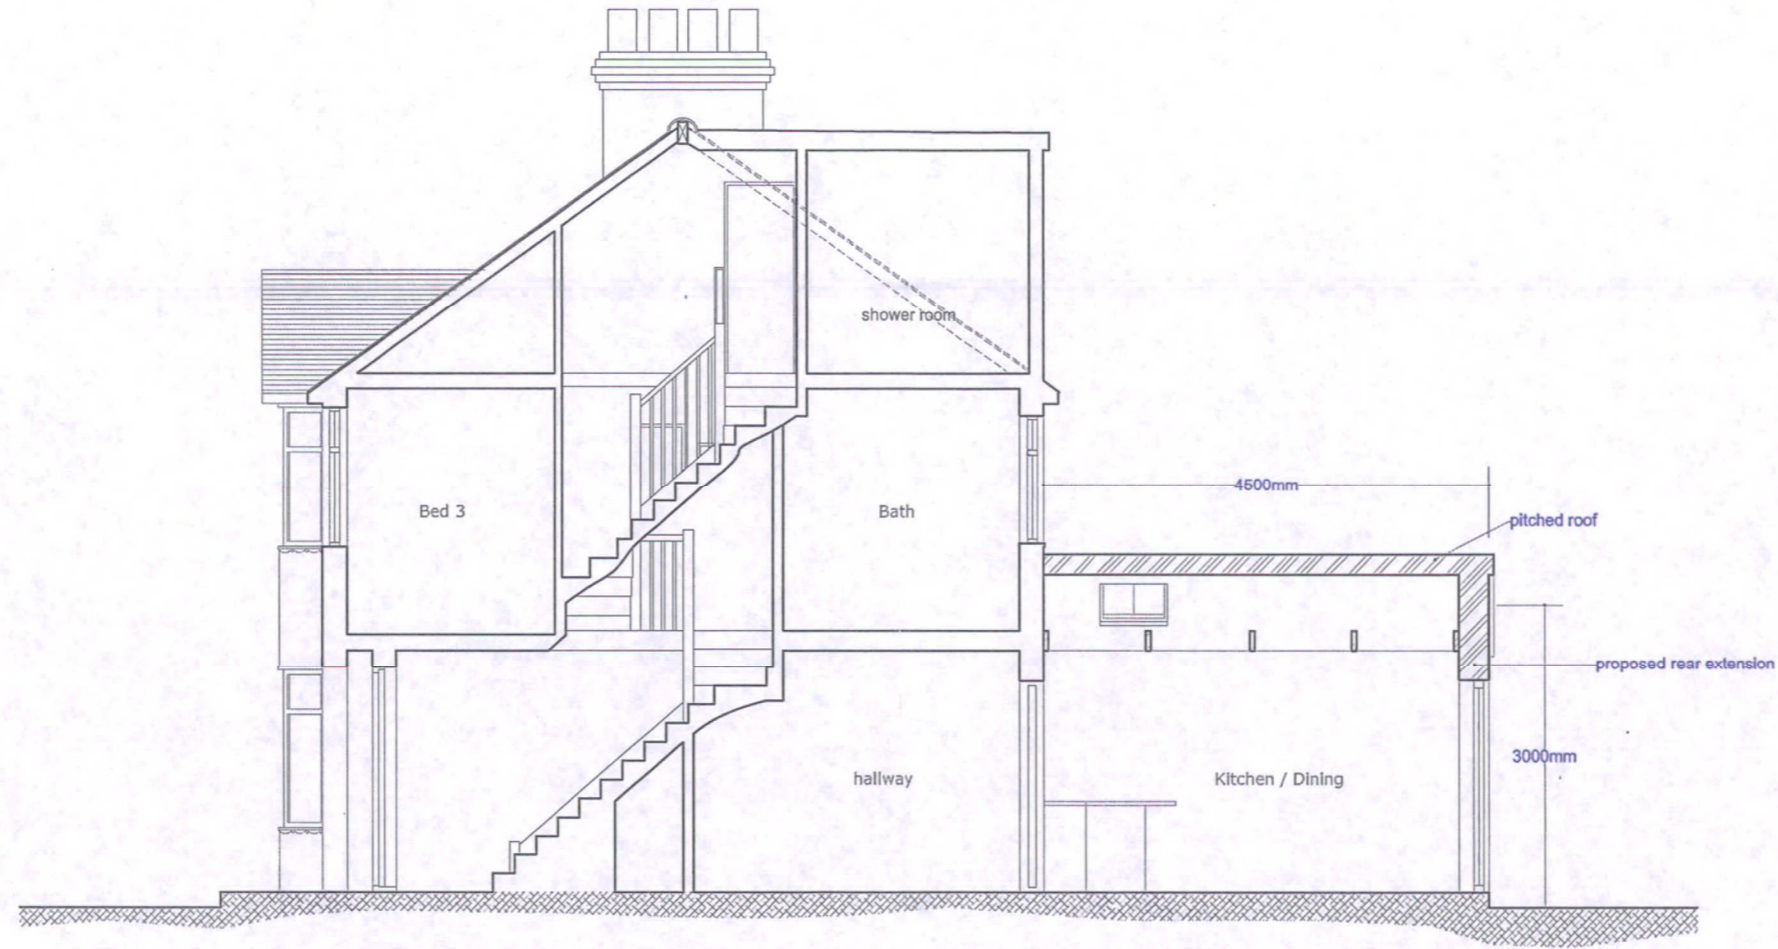 shower room
4500mm
Bed 3
Bath
pitched roof
proposed rear extension
3000mm
hallway
Kitchen / Dining